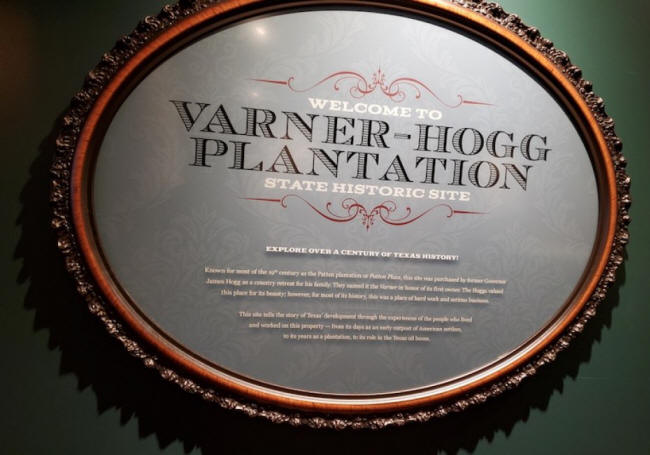 WELCOME TO
VARNER-HOGG
PLANTATION
STATE HISTORIC SITE
EXPLORE OVER A CENTURY OF TEXAS HISTORY!
Known for most of the 19th century as the Patton plantation or Patton Place, this site was purchased by former Governor
James Hogg as a country retreat for his family. They named it the Varner in honor of its first owner. The Hoggs valued
this place for its beauty; however, for most of its history, this was a place of hard work and serious business.
This site tells the story of Texas' development through the experiences of the people who lived
and worked on this property — from its days as an early outpost of American settlers,
to its years as a plantation, to its role in the Texas oil boom.